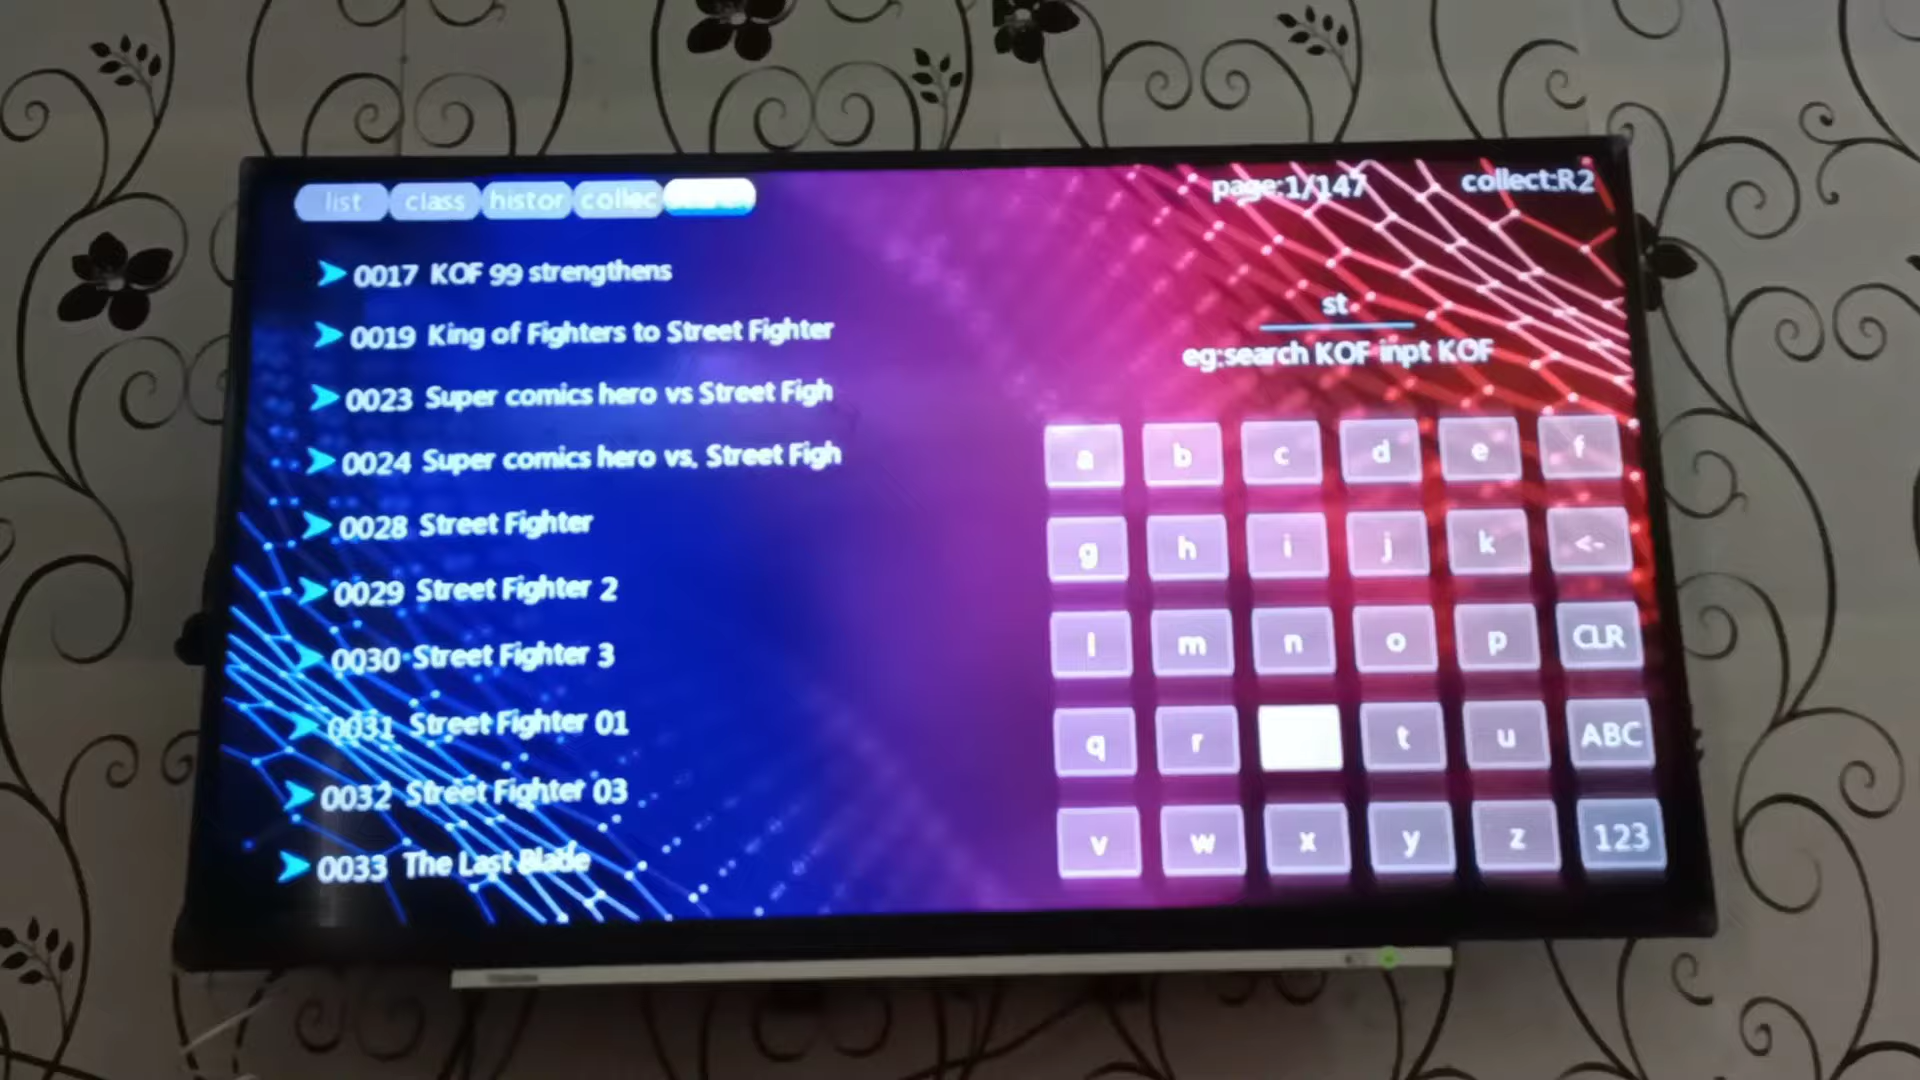 list class histor collec
page:1/147 collect:R2
0017 KOF 99 strengthens
0019 King of Fighters to Street Fighter
0023 Super comics hero vs Street Figh
0024 Super comics hero vs. Street Figh
0028 Street Fighter
0029 Street Fighter 2
0030 Street Fighter 3
0031 Street Fighter 01
0032 Street Fighter 03
0033 The Last Blade
st
eg:search KOF inpt KOF
a b c d e f
g h i j k <-
l m n o p CLR
q r t u ABC
v w x y z 123